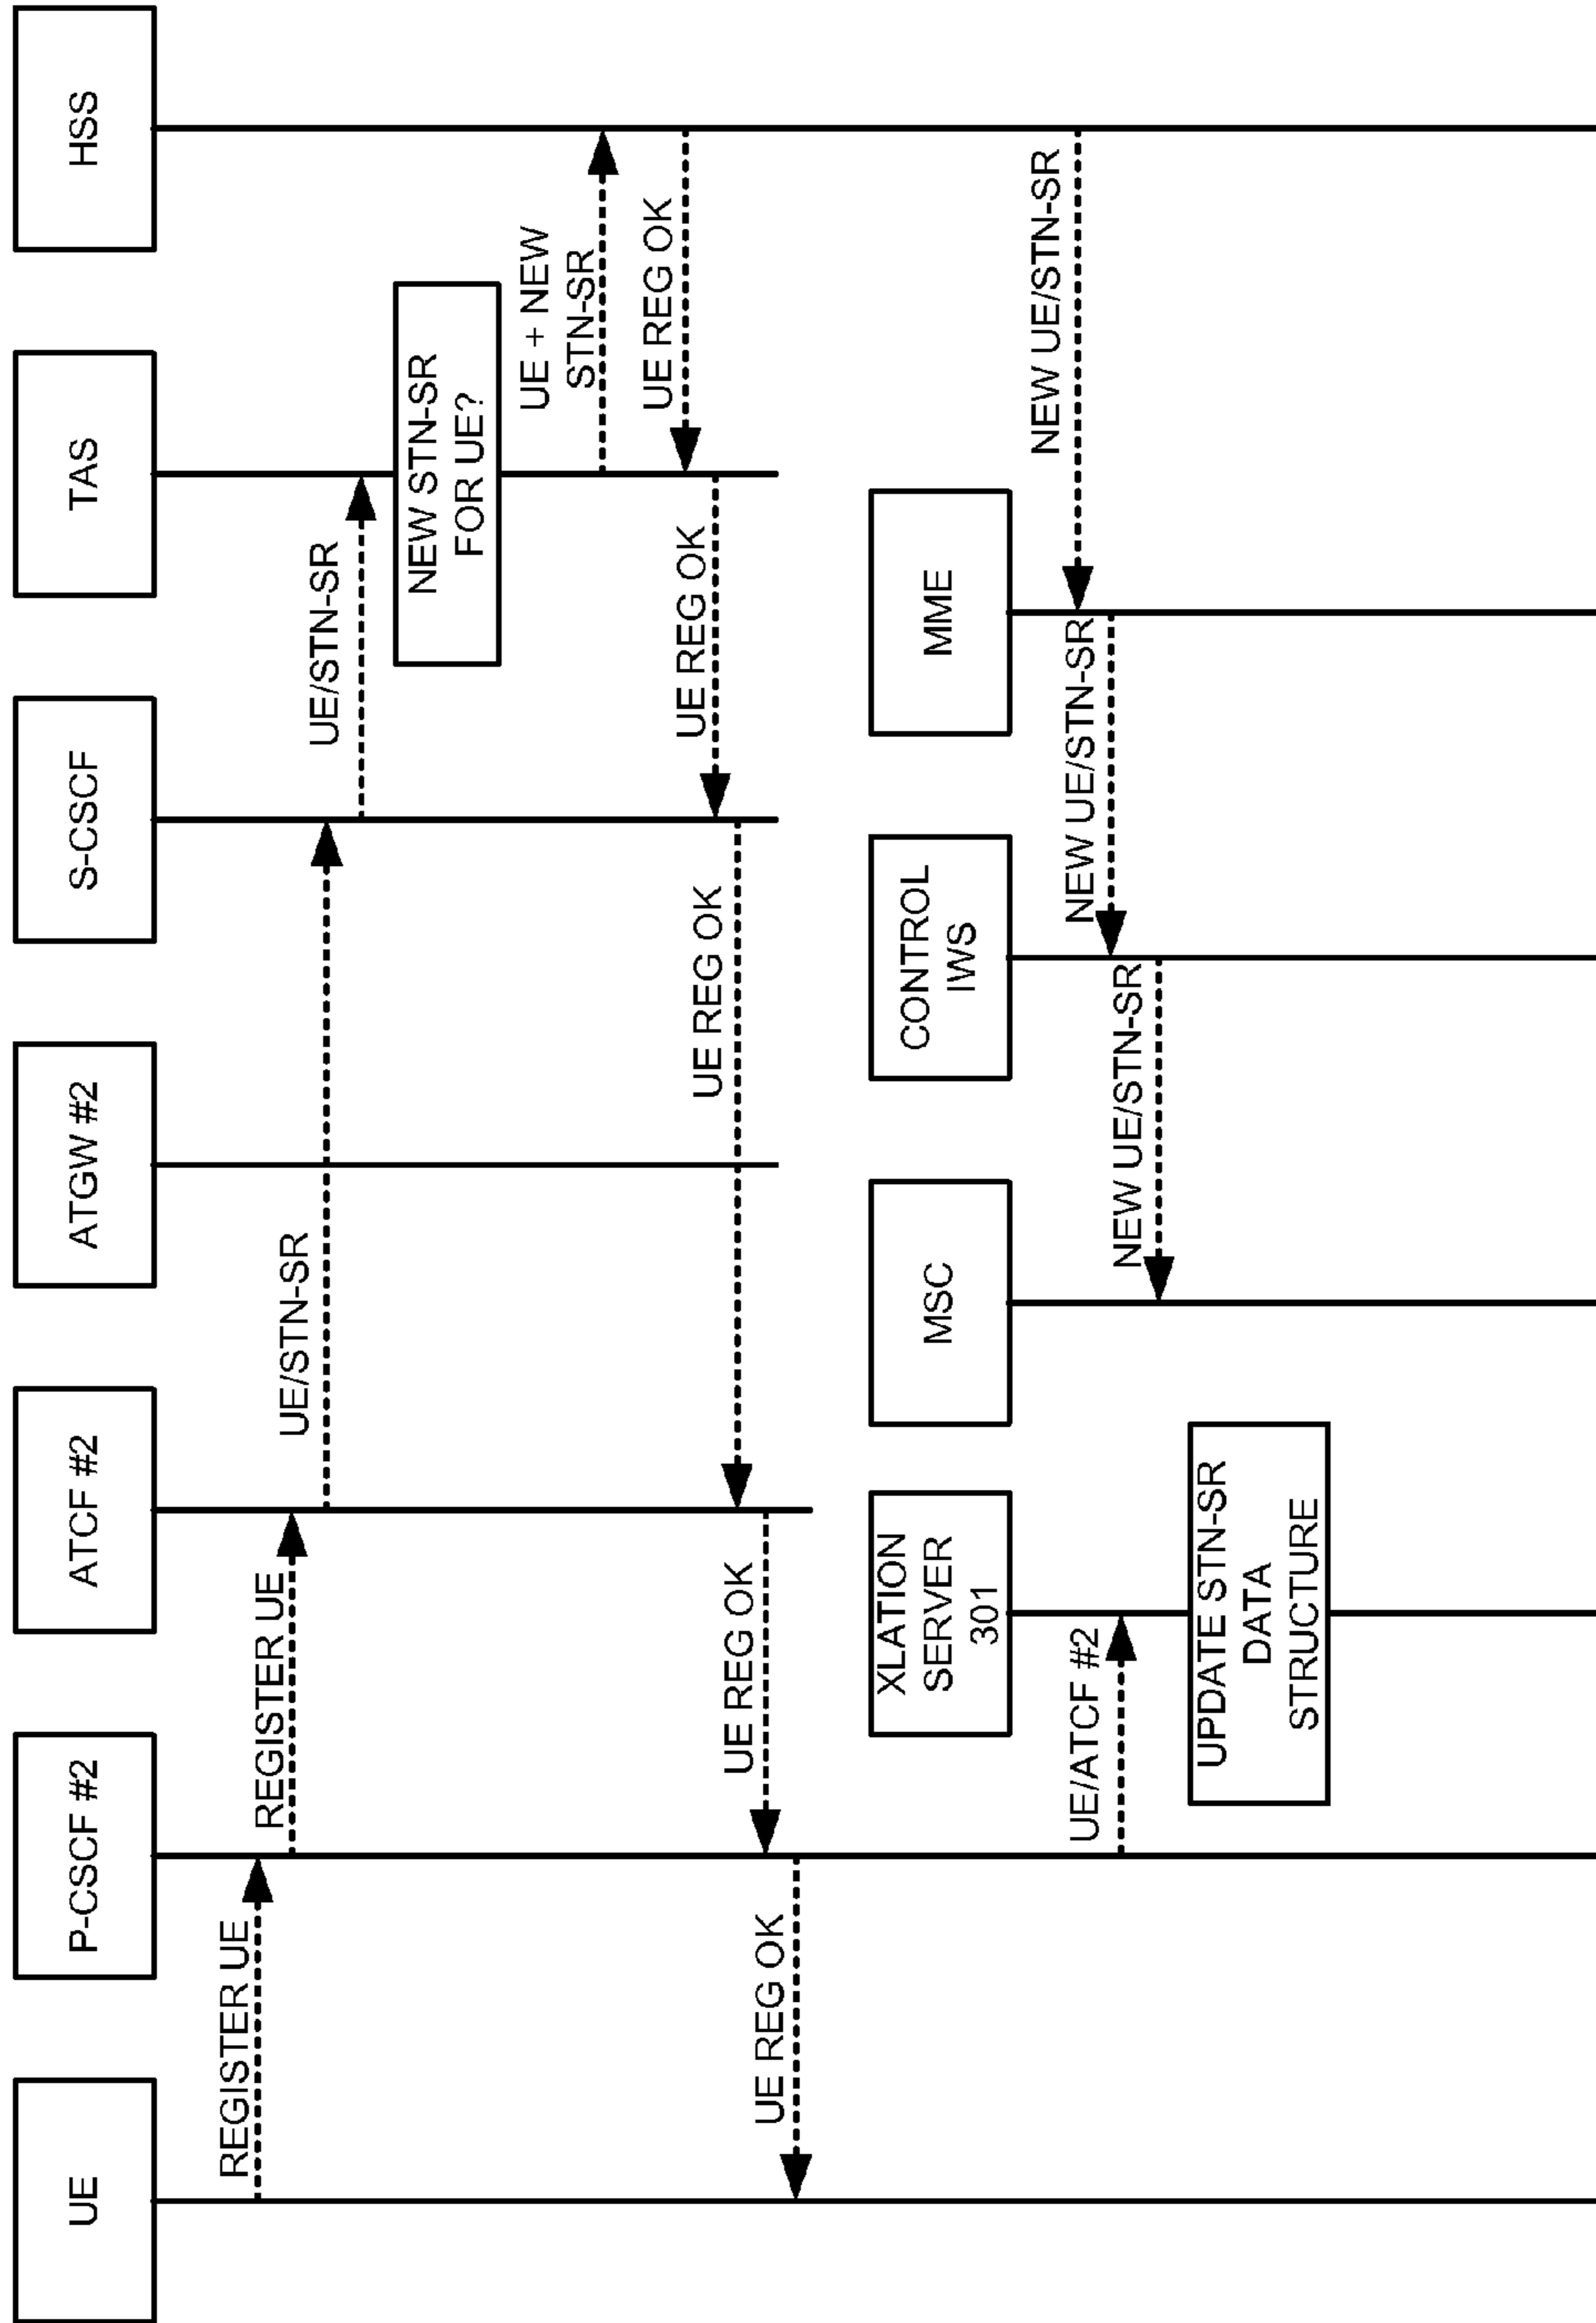 UE
P-CSCF #2
ATCF #2
ATGW #2
S-CSCF
TAS
HSS
REGISTER UE
REGISTER UE
UE/STN-SR
UE/STN-SR
NEW STN-SR
FOR UE?
UE + NEW
STN-SR
UE REG OK
UE REG OK
UE REG OK
UE REG OK
UE REG OK
XLATION
SERVER
301
MSC
CONTROL
IWS
MME
NEW UE/STN-SR
NEW UE/STN-SR
NEW UE/STN-SR
UE/ATCF #2
UPDATE STN-SR
DATA
STRUCTURE